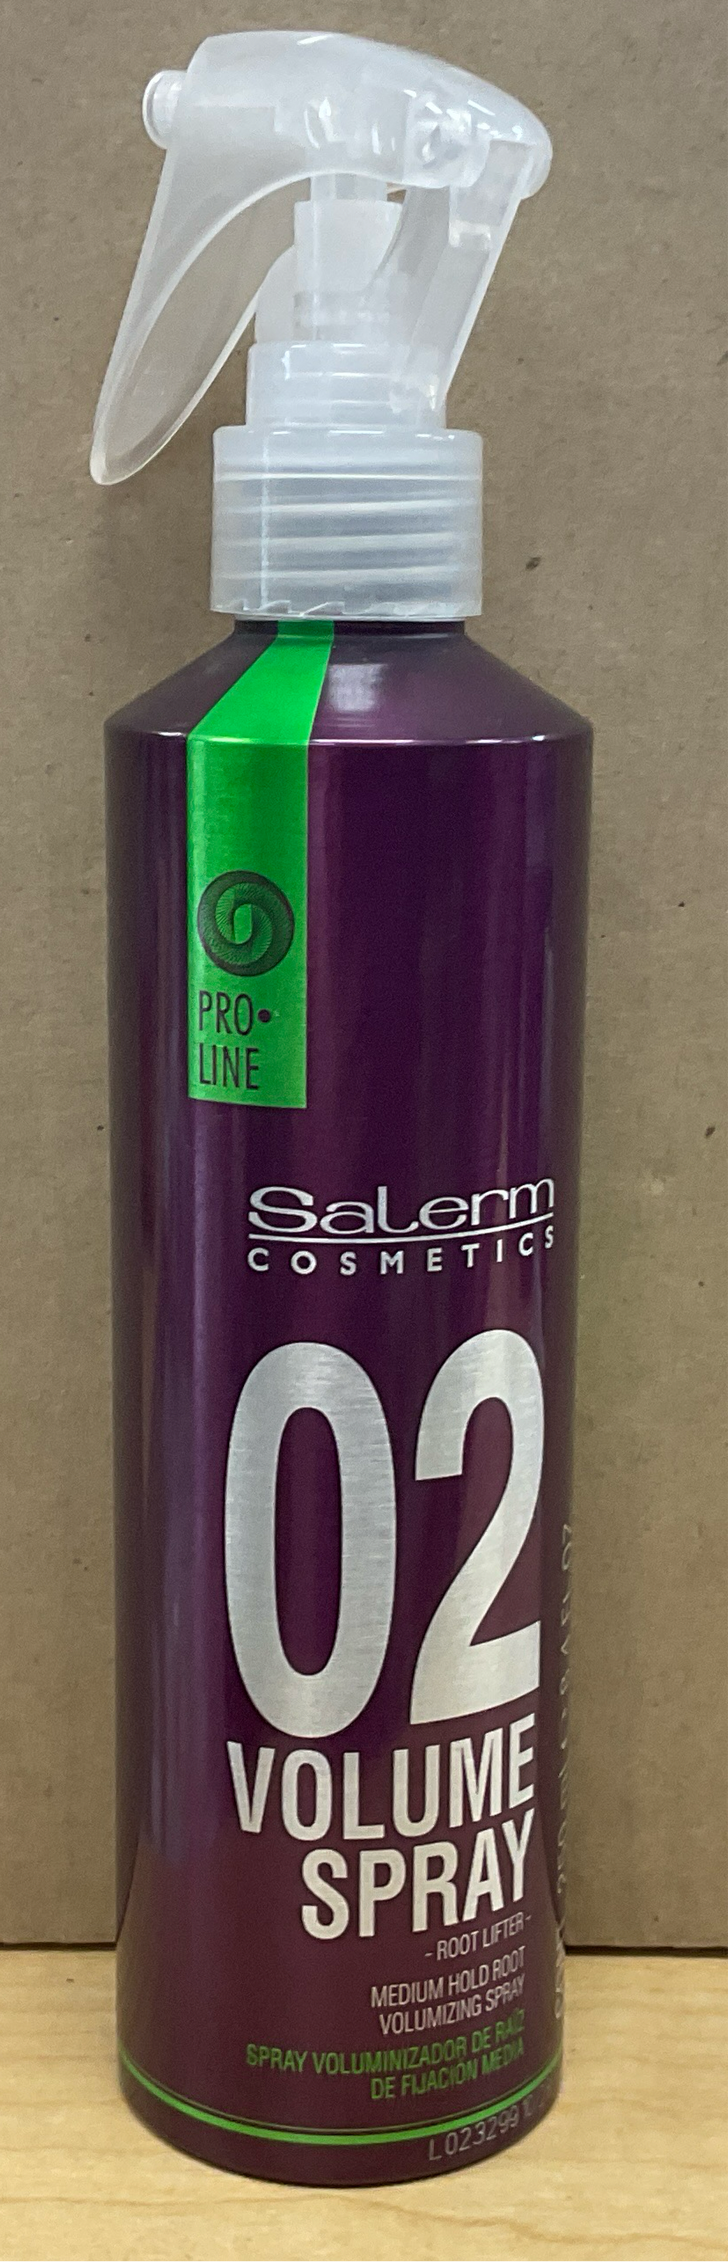 PRO•
LINE
Salerm
COSMETICS
02
VOLUME
SPRAY
- ROOT LIFTER -
MEDIUM HOLD ROOT
VOLUMIZING SPRAY
SPRAY VOLUMINIZADOR DE RAÍZ
DE FIJACIÓN MEDIA
L023299